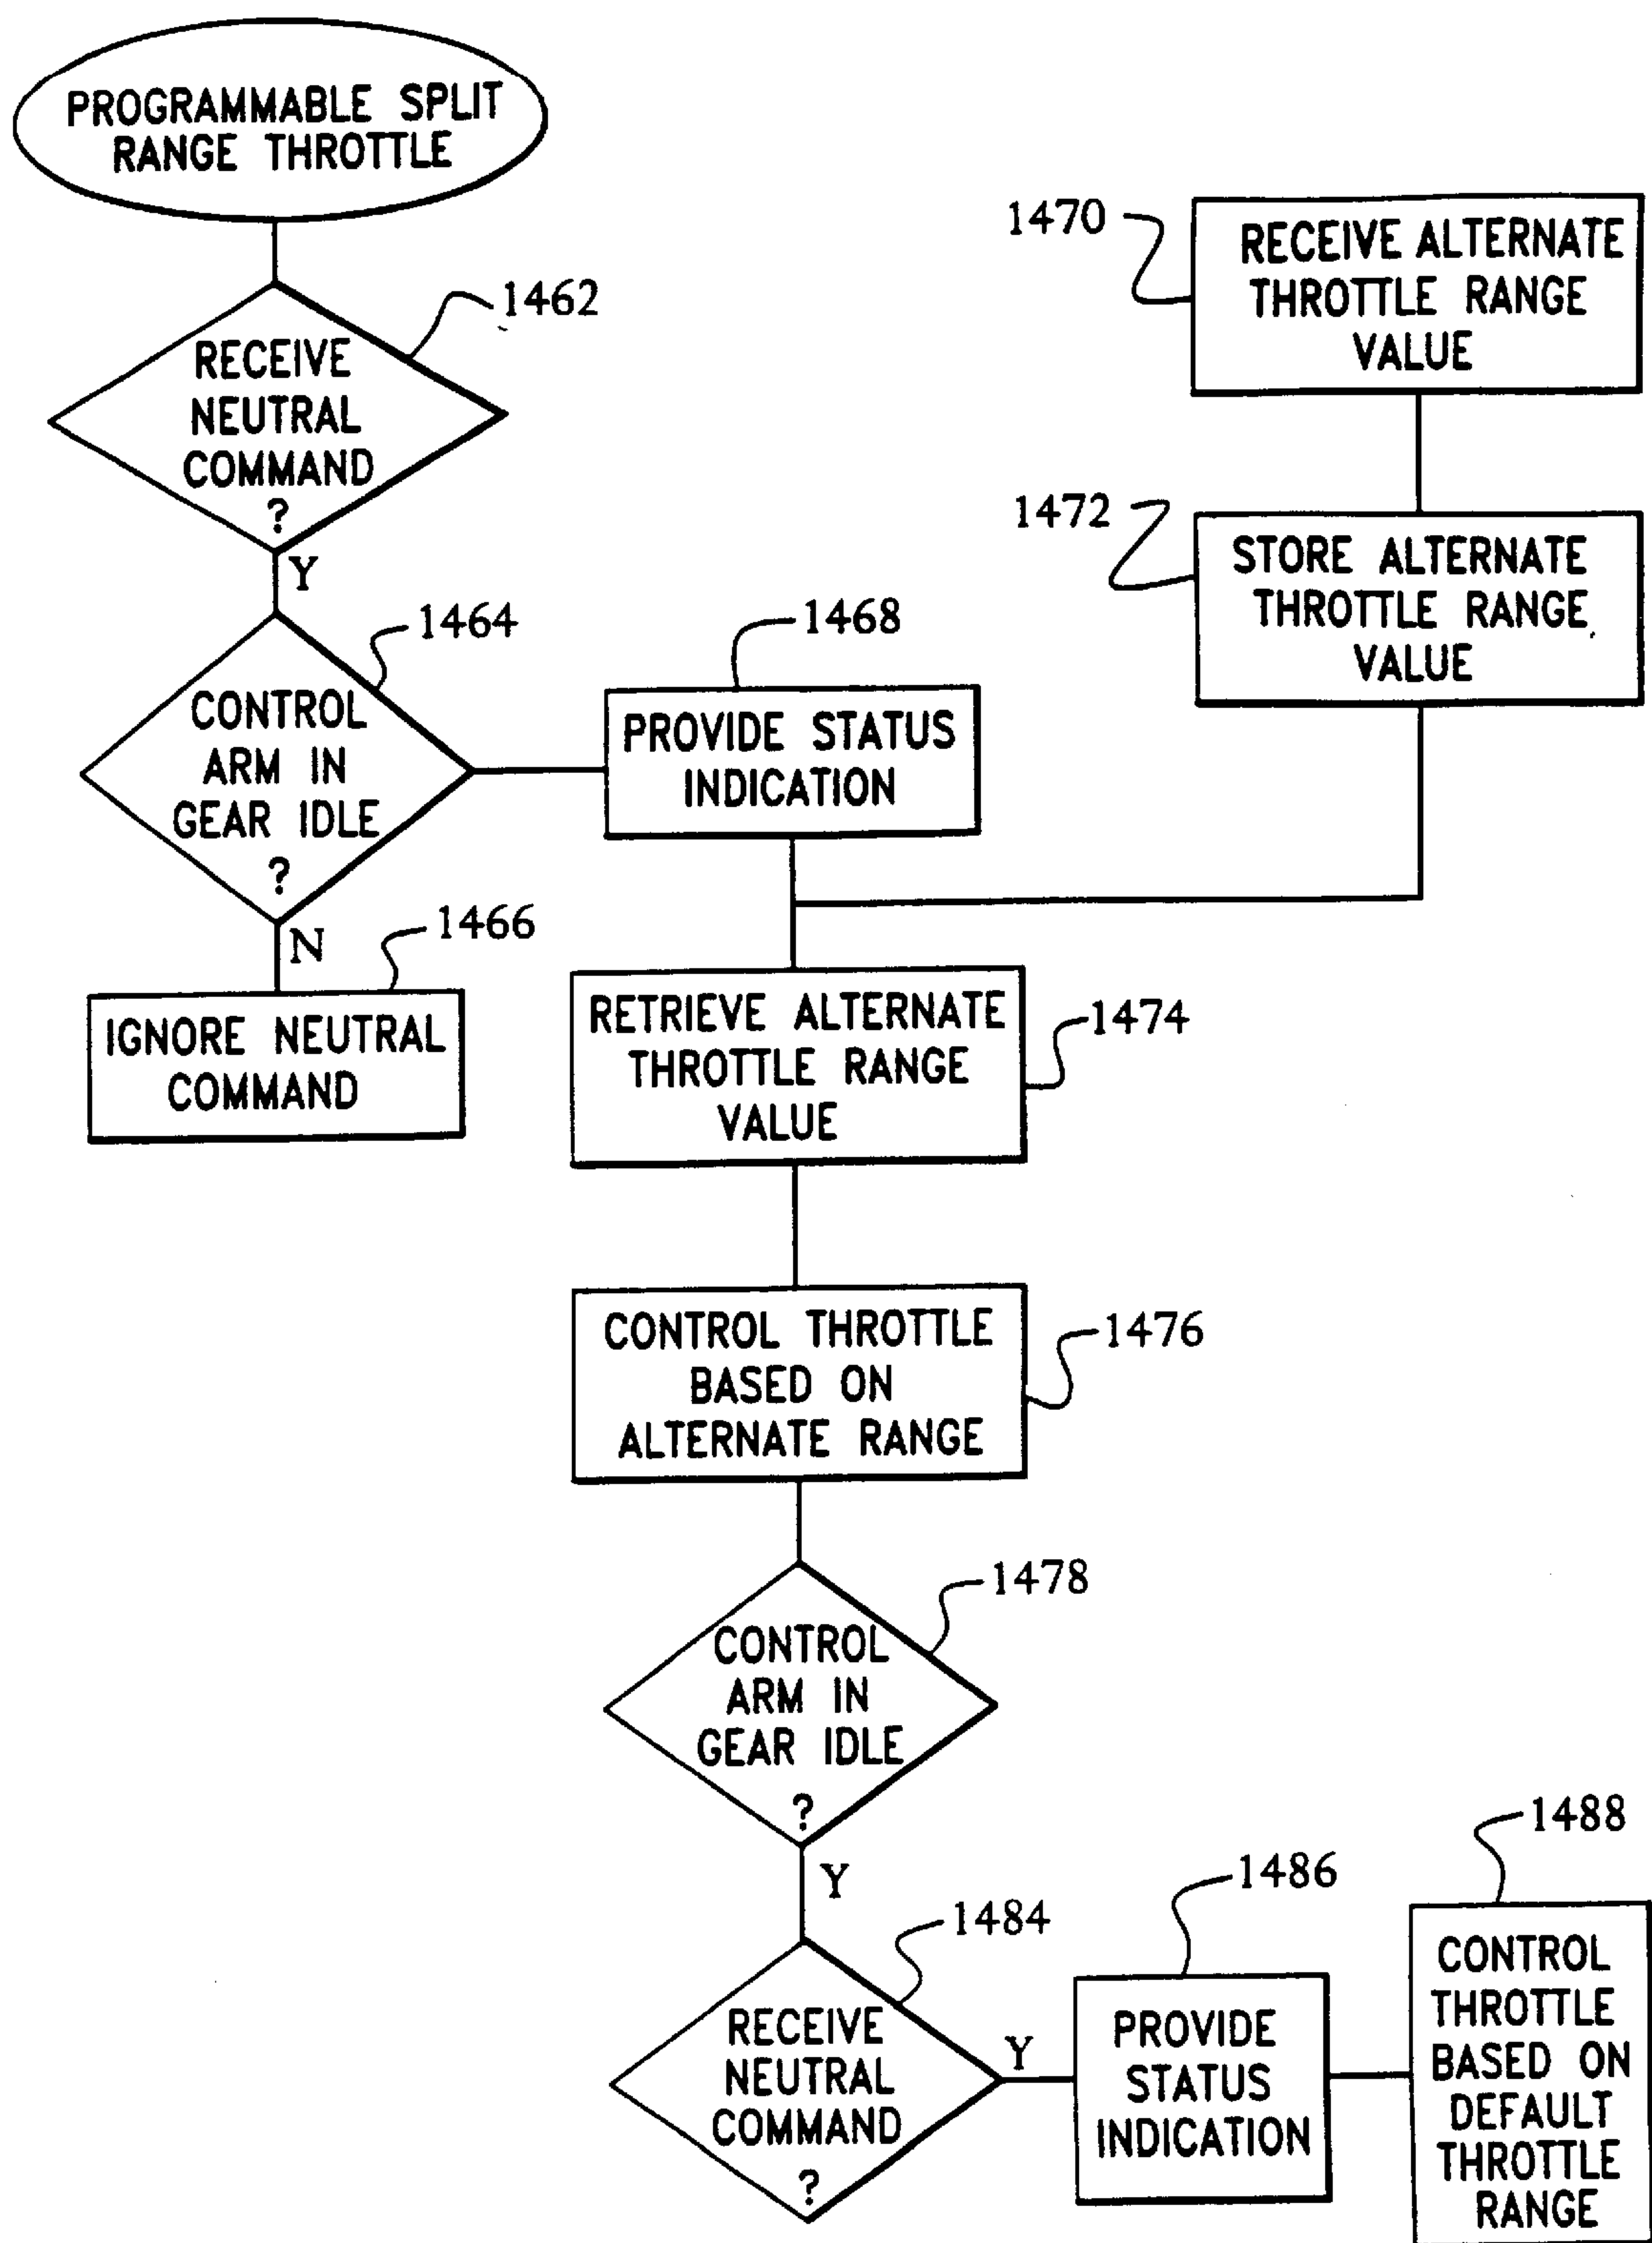 PROGRAMMABLE SPLIT
RANGE THROTTLE
1462
RECEIVE
NEUTRAL
COMMAND
?
Y
1464
CONTROL
ARM IN
GEAR IDLE
?
N
1466
IGNORE NEUTRAL
COMMAND
1468
PROVIDE STATUS
INDICATION
1470
RECEIVE ALTERNATE
THROTTLE RANGE
VALUE
1472
STORE ALTERNATE
THROTTLE RANGE
VALUE
1474
RETRIEVE ALTERNATE
THROTTLE RANGE
VALUE
1476
CONTROL THROTTLE
BASED ON
ALTERNATE RANGE
1478
CONTROL
ARM IN
GEAR IDLE
?
Y
1484
RECEIVE
NEUTRAL
COMMAND
?
Y
1486
PROVIDE
STATUS
INDICATION
1488
CONTROL
THROTTLE
BASED ON
DEFAULT
THROTTLE
RANGE